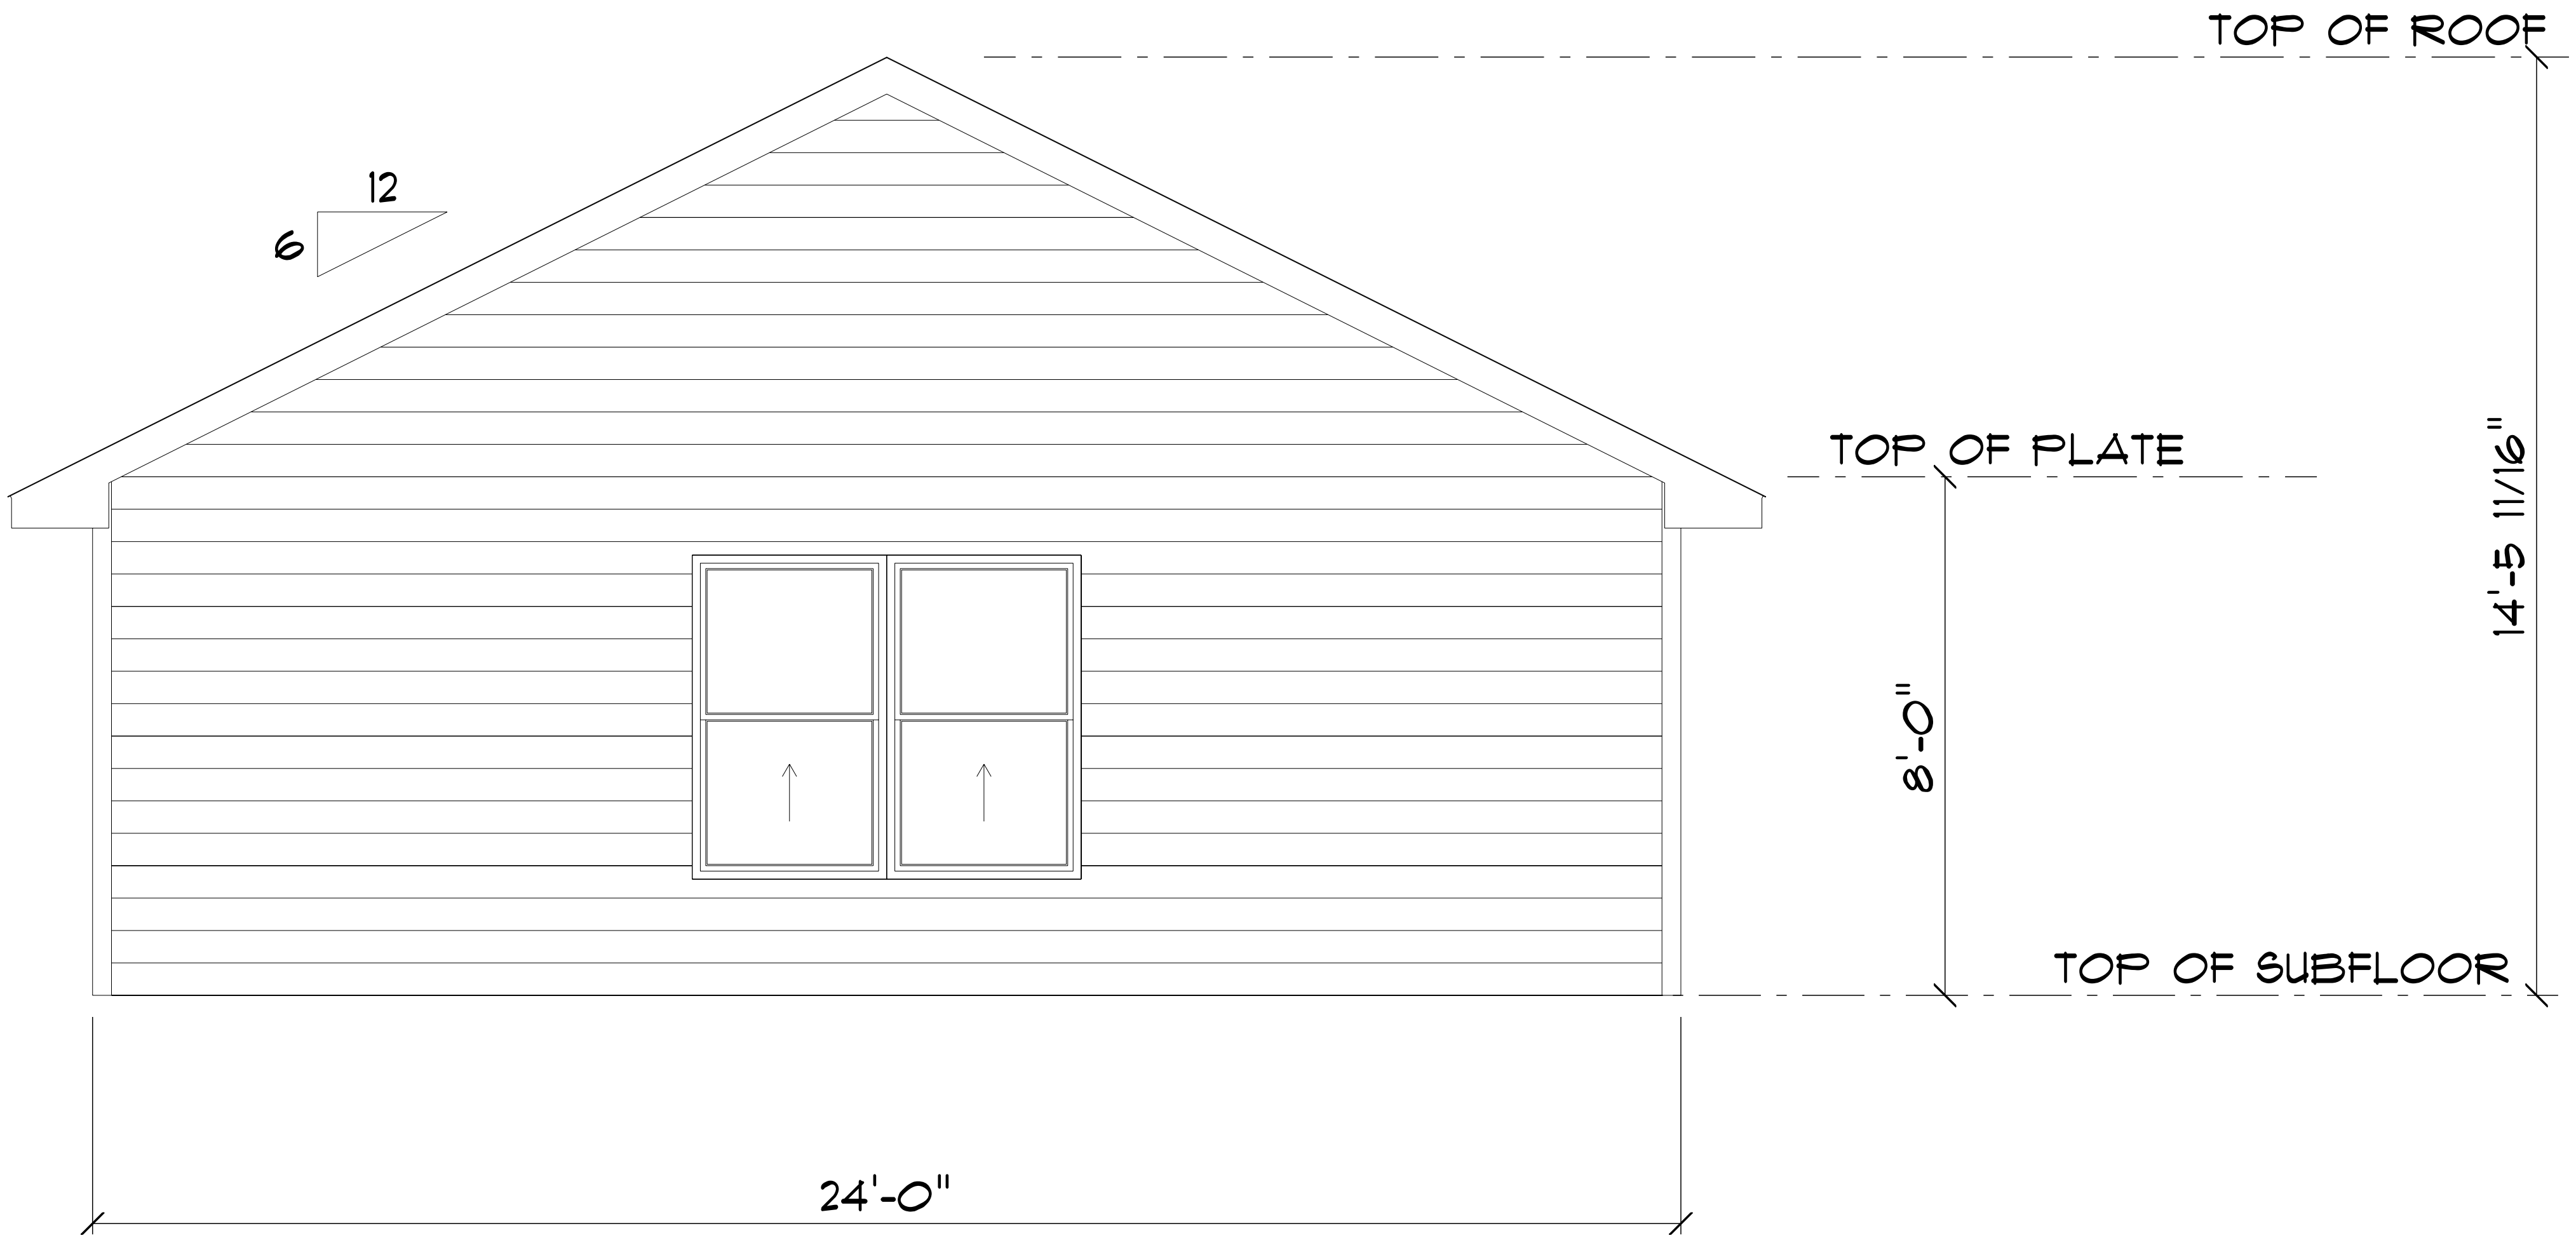 TOP OF ROOF
12
6
TOP OF PLATE
14'-5 11/16"
8'-0"
TOP OF SUBFLOOR
24'-0"